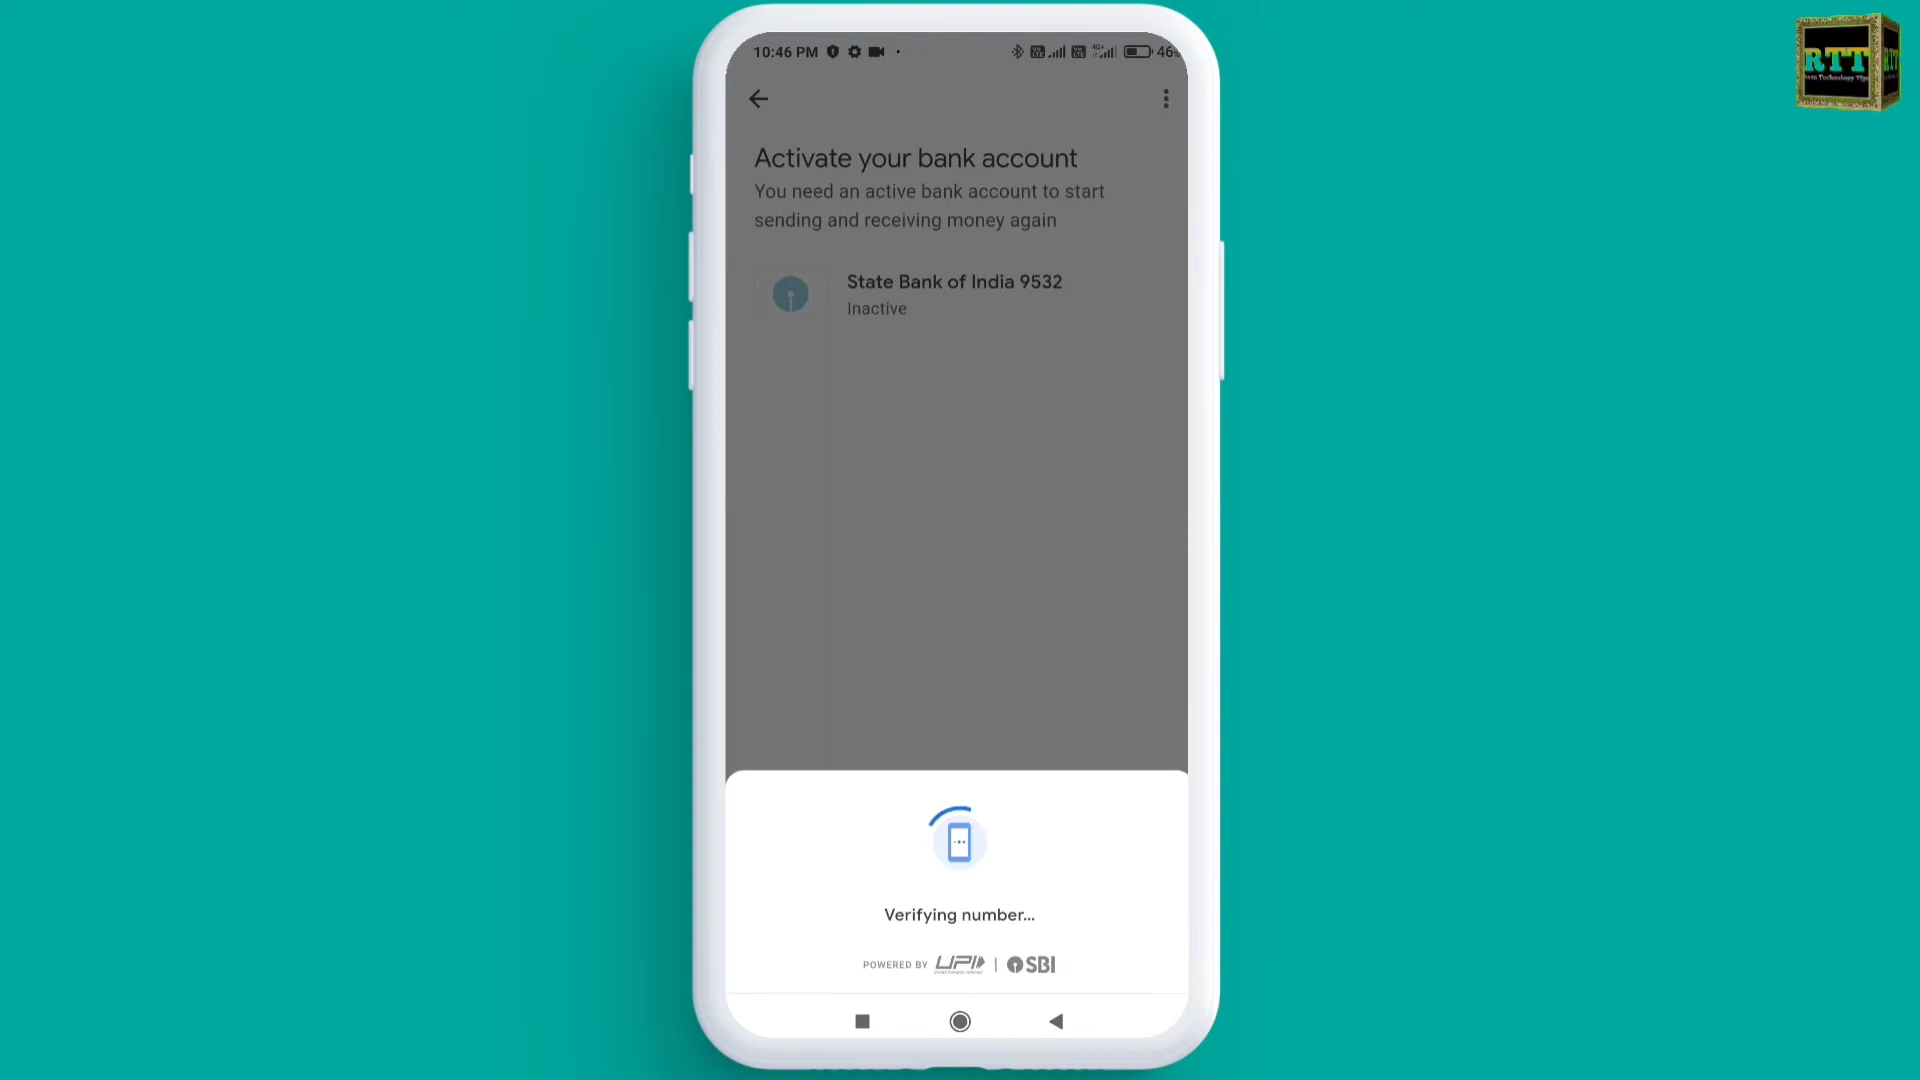 RTT
10:46 PM
46
Activate your bank account
You need an active bank account to start
sending and receiving money again
State Bank of India 9532
Inactive
Verifying number...
POWERED BY UPI | SBI